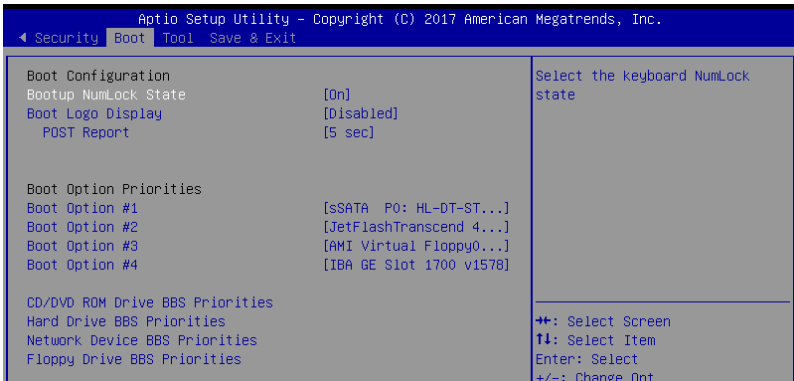 Aptio Setup Utility – Copyright (C) 2017 American Megatrends, Inc.
Security Boot Tool Save & Exit
Boot Configuration
Bootup NumLock State [On]
Boot Logo Display [Disabled]
POST Report [5 sec]
Boot Option Priorities
Boot Option #1 [sSATA P0: HL-DT-ST...]
Boot Option #2 [JetFlashTranscend 4...]
Boot Option #3 [AMI Virtual Floppy0...]
Boot Option #4 [IBA GE Slot 1700 v1578]
CD/DVD ROM Drive BBS Priorities
Hard Drive BBS Priorities
Network Device BBS Priorities
Floppy Drive BBS Priorities
Select the keyboard NumLock
state
→←: Select Screen
↑↓: Select Item
Enter: Select
+/-: Change Opt.